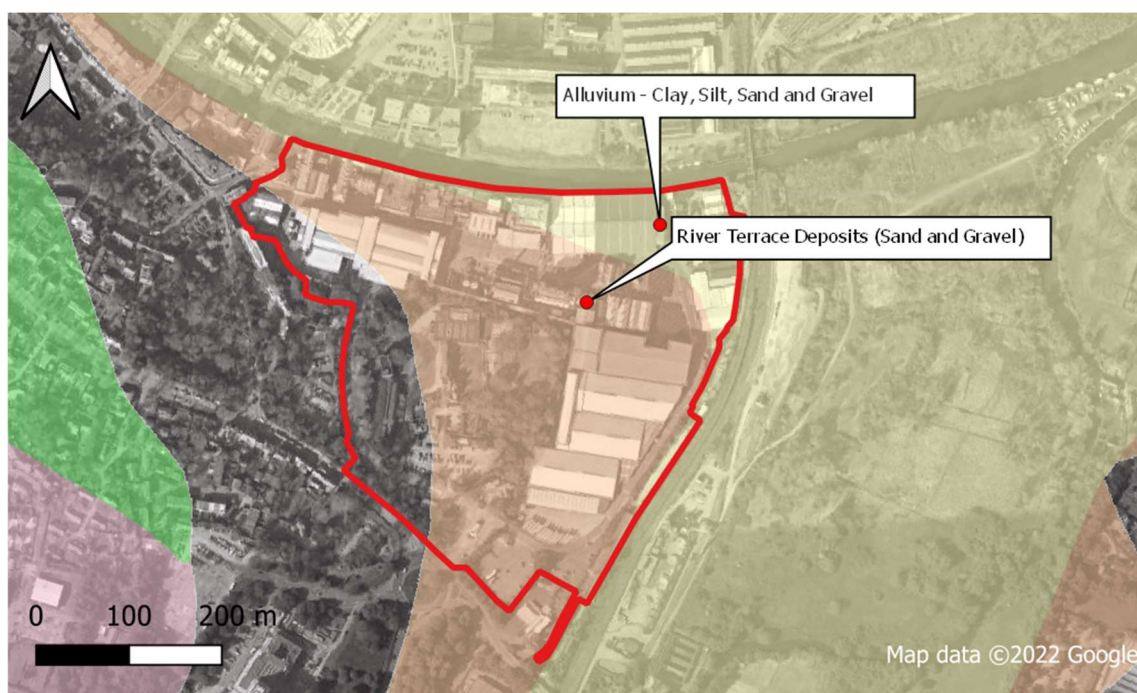 Alluvium - Clay, Silt, Sand and Gravel
River Terrace Deposits (Sand and Gravel)
0 100 200 m
Map data ©2022 Google